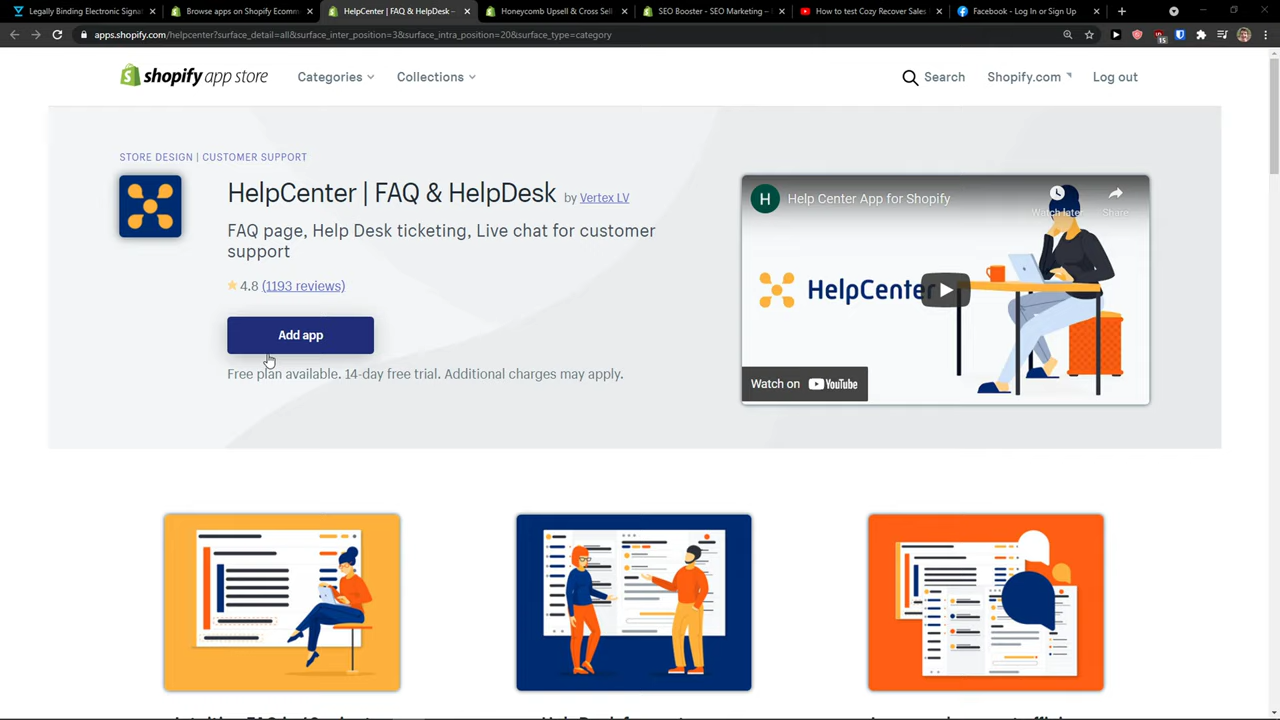 Legally Binding Electronic Signat
Browse apps on Shopify Ecomm
HelpCenter | FAQ & HelpDesk –
Honeycomb Upsell & Cross Sell
SEO Booster - SEO Marketing –
How to test Cozy Recover Sales
Facebook - Log In or Sign Up
apps.shopify.com/helpcenter?surface_detail=all&surface_inter_position=3&surface_intra_position=20&surface_type=category
15
shopify app store
Categories
Collections
Search
Shopify.com
Log out
STORE DESIGN | CUSTOMER SUPPORT
HelpCenter | FAQ & HelpDesk by Vertex LV
FAQ page, Help Desk ticketing, Live chat for customer
support
4.8 (1193 reviews)
Add app
Free plan available. 14-day free trial. Additional charges may apply.
H
Help Center App for Shopify
Watch later
Share
HelpCenter
Watch on YouTube